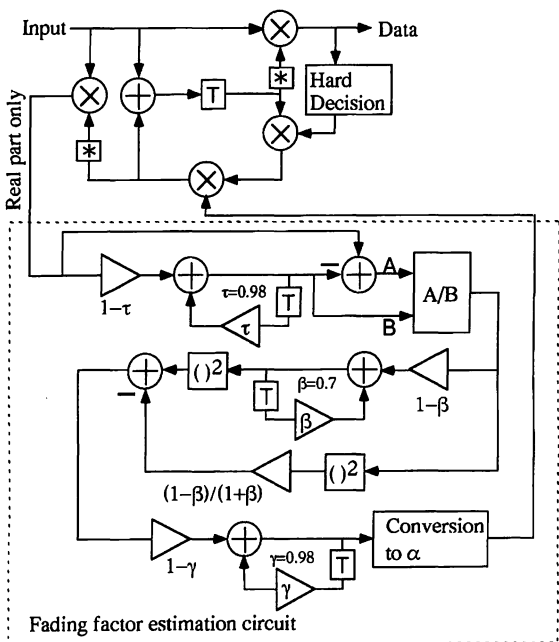 Input
Data
*
T
Hard
Decision
*
Real part only
1−τ
τ=0.98
T
τ
−
A
B
A/B
( )²
T
β=0.7
β
1−β
−
(1−β)/(1+β)
( )²
1−γ
γ=0.98
γ
T
Conversion
to α
Fading factor estimation circuit